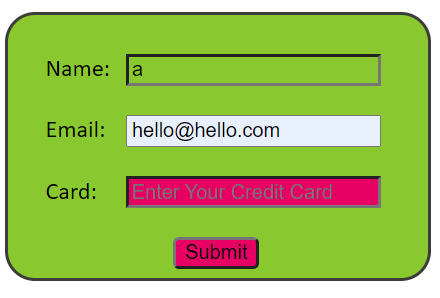 Name: a
Email: hello@hello.com
Card: Enter Your Credit Card
Submit